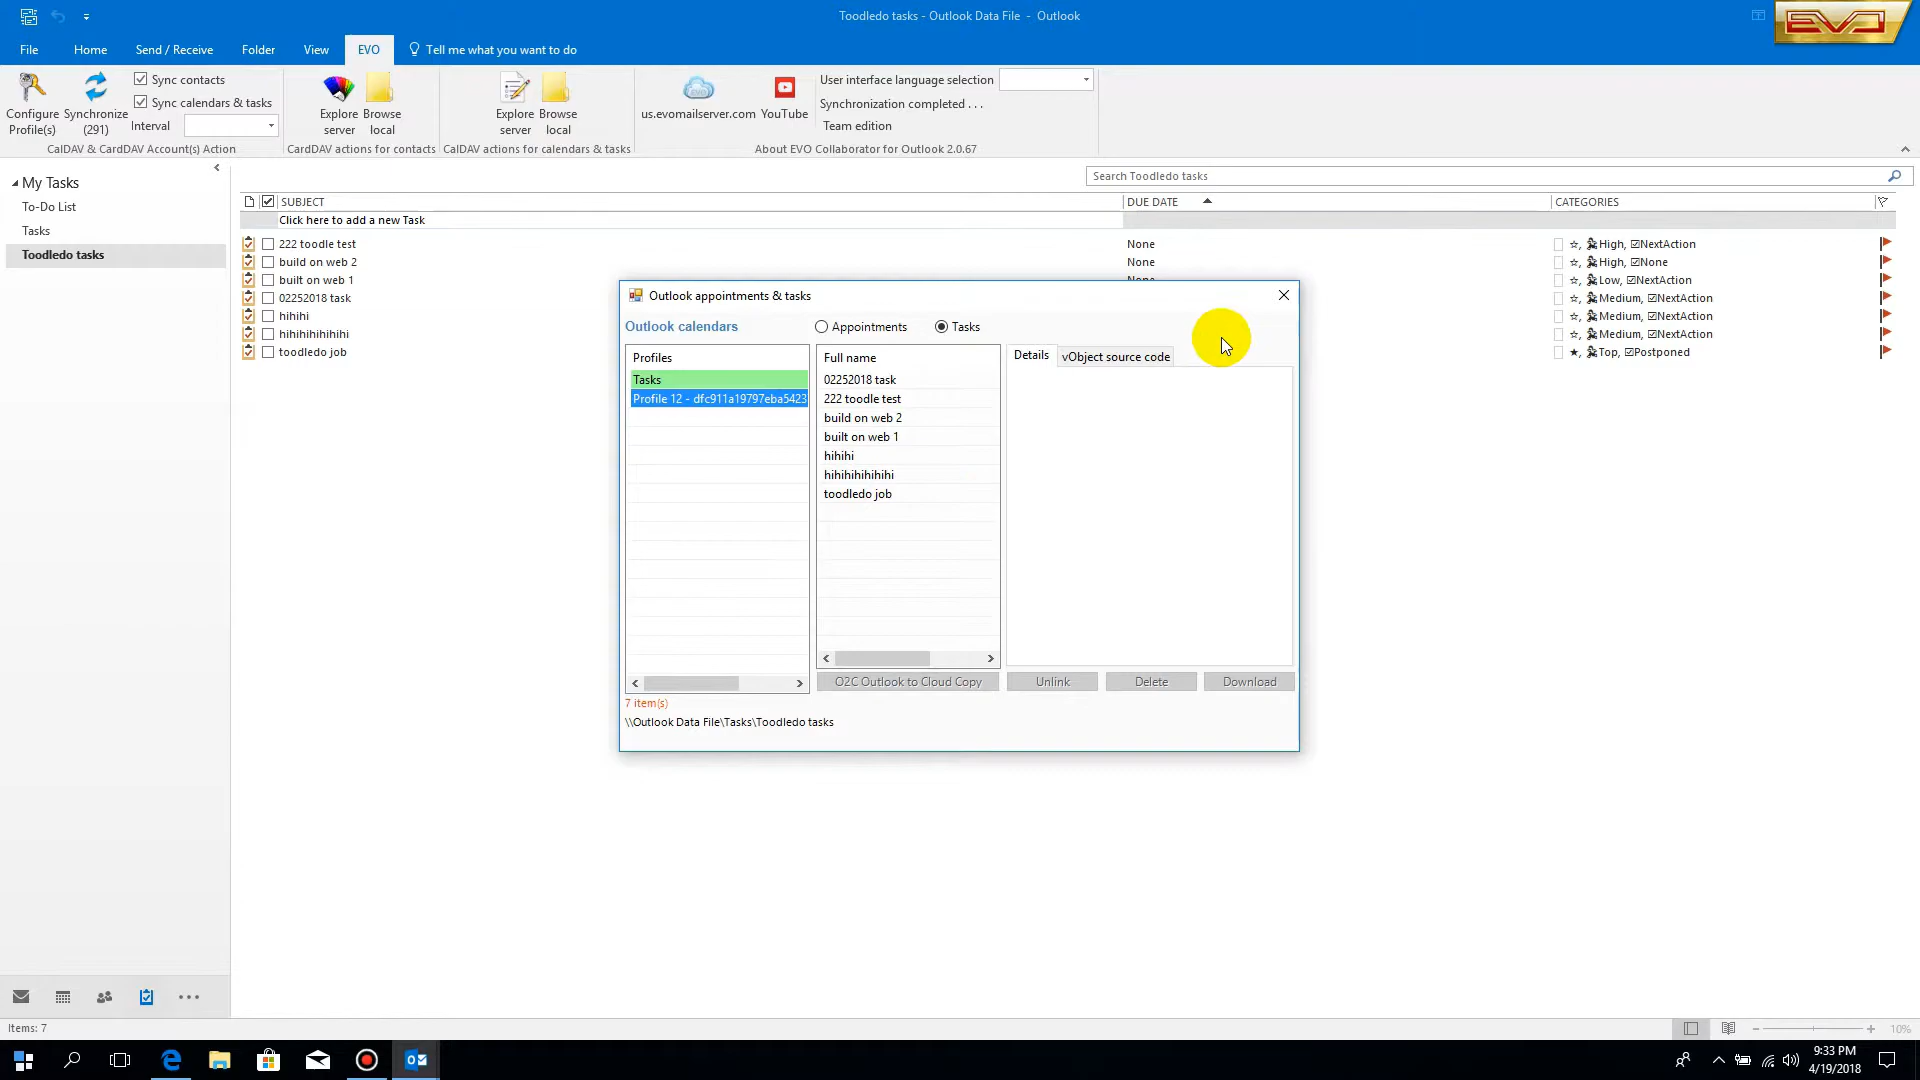 Toodledo tasks - Outlook Data File - Outlook
EVO
File Home Send / Receive Folder View EVO Tell me what you want to do
Configure Profile(s)
Synchronize (291)
Sync contacts
Sync calendars & tasks
Interval
CalDAV & CardDAV Account(s) Action
Explore server
Browse local
CardDAV actions for contacts
Explore server
Browse local
CalDAV actions for calendars & tasks
us.evomailserver.com YouTube
User interface language selection
Synchronization completed . . .
Team edition
About EVO Collaborator for Outlook 2.0.67
My Tasks
To-Do List
Tasks
Toodledo tasks
Search Toodledo tasks
SUBJECT DUE DATE CATEGORIES
Click here to add a new Task
222 toodle test None ☆, High, ☑NextAction
build on web 2 None ☆, High, ☑None
built on web 1 None ☆, Low, ☑NextAction
02252018 task ☆, Medium, ☑NextAction
hihihi ☆, Medium, ☑NextAction
hihihihihihihi ☆, Medium, ☑NextAction
toodledo job ★, Top, ☑Postponed
Outlook appointments & tasks
Outlook calendars Appointments Tasks
Profiles
Tasks
Profile 12 - dfc911a19797eba5423
Full name
02252018 task
222 toodle test
build on web 2
built on web 1
hihihi
hihihihihihihi
toodledo job
Details vObject source code
O2C Outlook to Cloud Copy Unlink Delete Download
7 item(s)
\\Outlook Data File\Tasks\Toodledo tasks
Items: 7
10%
9:33 PM
4/19/2018